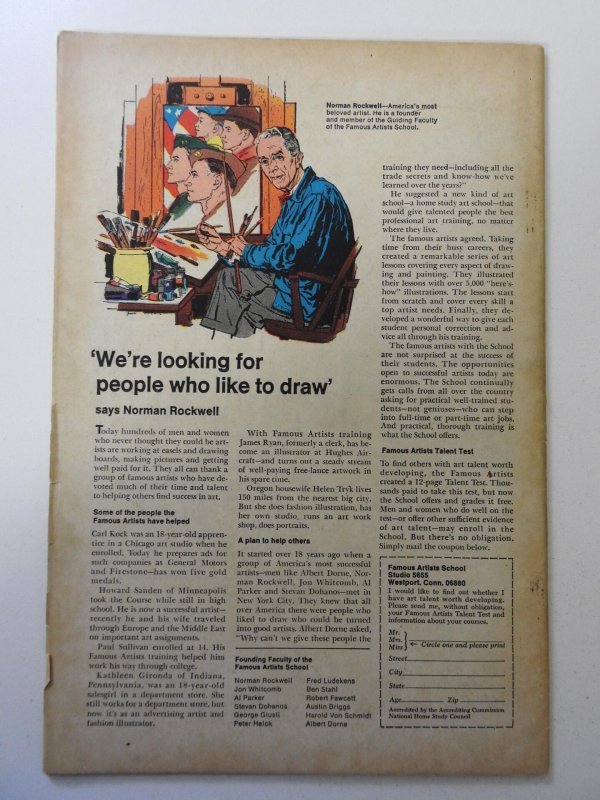 Norman Rockwell—America's most
beloved artist. He is a founder
and member of the Guiding Faculty
of the Famous Artists School.
'We're looking for
people who like to draw'
says Norman Rockwell
Today hundreds of men and women
who never thought they could be art-
ists are working at easels and drawing
boards, making pictures and getting
well paid for it. They all can thank a
group of famous artists who have de-
voted much of their time and talent
to helping others find success in art.
Some of the people the
Famous Artists have helped
Carl Kock was an 18-year-old appren-
tice in a Chicago art studio when he
enrolled. Today he prepares ads for
such companies as General Motors
and Firestone—has won five gold
medals.
Howard Sanden of Minneapolis
took the Course while still in high
school. He is now a successful artist—
recently he and his wife traveled
through Europe and the Middle East
on important art assignments.
Paul Sullivan enrolled at 14. His
Famous Artists training helped him
work his way through college.
Kathleen Gironda of Indiana,
Pennsylvania, was an 18-year-old
salesgirl in a department store. She
still works for a department store, but
now it's as an advertising artist and
fashion illustrator.
With Famous Artists training
James Ryan, formerly a clerk, has be-
come an illustrator at Hughes Air-
craft—and turns out a steady stream
of well-paying free-lance artwork in
his spare time.
Oregon housewife Helen Tryk lives
150 miles from the nearest big city.
But she does fashion illustration, has
her own studio, runs an art work
shop, does portraits.
A plan to help others
It started over 18 years ago when a
group of America's most successful
artists—men like Albert Dorne, Nor-
man Rockwell, Jon Whitcomb, Al
Parker and Stevan Dohanos—met in
New York City. They knew that all
over America there were people who
liked to draw who could be turned
into good artists. Albert Dorne asked,
"Why can't we give these people the
Founding Faculty of the
Famous Artists School
Norman Rockwell
Jon Whitcomb
Al Parker
Stevan Dohanos
George Giusti
Peter Helck
Fred Ludekens
Ben Stahl
Robert Fawcett
Austin Briggs
Harold Von Schmidt
Albert Dorne
training they need—including all the
trade secrets and know-how we've
learned over the years?"
He suggested a new kind of art
school—a home study art school—that
would give talented people the best
professional art training, no matter
where they live.
The famous artists agreed. Taking
time from their busy careers, they
created a remarkable series of art
lessons covering every aspect of draw-
ing and painting. They illustrated
their lessons with over 5,000 "here's-
how" illustrations. The lessons start
from scratch and cover every skill a
top artist needs. Finally, they de-
veloped a wonderful way to give each
student personal correction and ad-
vice all through his training.
The famous artists with the School
are not surprised at the success of
their students. The opportunities
open to successful artists today are
enormous. The School continually
gets calls from all over the country
asking for practical well-trained stu-
dents—not geniuses—who can step
into full-time or part-time art jobs.
And practical, thorough training is
what the School offers.
Famous Artists Talent Test
To find others with art talent worth
developing, the Famous Artists
created a 12-page Talent Test. Thou-
sands paid to take this test, but now
the School offers and grades it free.
Men and women who do well on the
test—or offer other sufficient evidence
of art talent—may enroll in the
School. But there's no obligation.
Simply mail the coupon below.
Famous Artists School
Studio 5655
Westport, Conn. 06880
I would like to find out whether I
have art talent worth developing.
Please send me, without obligation,
your Famous Artists Talent Test and
information about your courses.
Mr.
Mrs. ← Circle one and please print
Miss
Street
City
State
Age Zip
Accredited by the Accrediting Commission
National Home Study Council